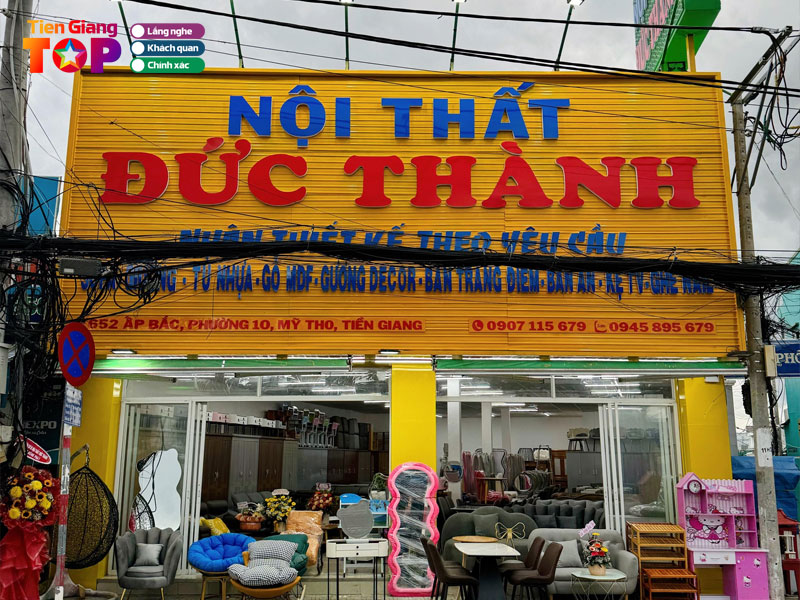 Tien Giang
TOP
Lắng nghe
Khách quan
Chính xác
NỘI THẤT
ĐỨC THÀNH
NHẬN THIẾT KẾ THEO YÊU CẦU
TỦ NHỰA - GỖ MDF - GƯƠNG DECOR - BÀN TRANG ĐIỂM - BÀN ĂN - KỆ TV - GHẾ NAIL
652 ẤP BẮC, PHƯỜNG 10, MỸ THO, TIỀN GIANG
0907 115 679
0945 895 679
EXPO
PHỐ